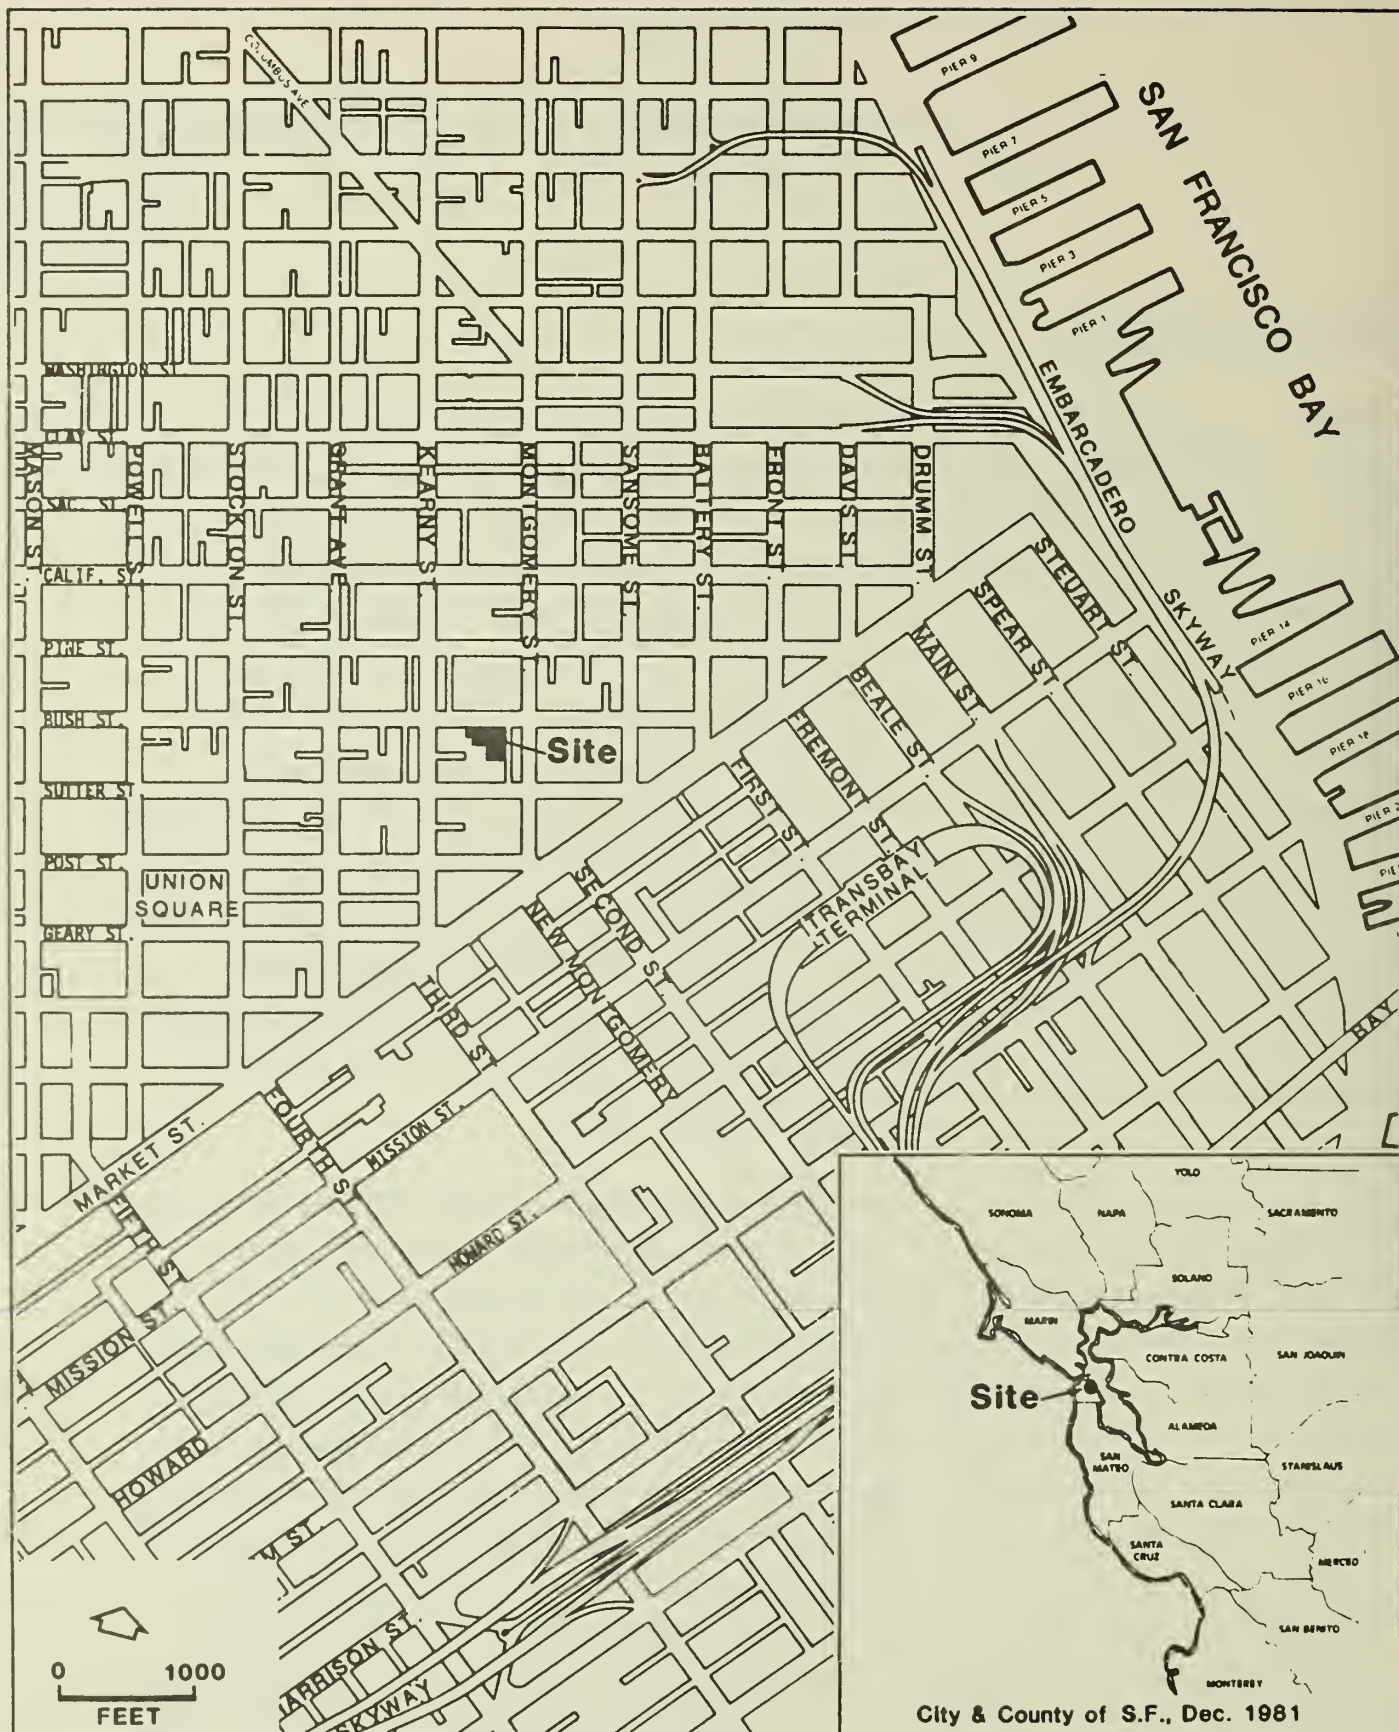 COLUMBUS AVE
PIER 9
PIER 7
PIER 5
PIER 3
PIER 1
SAN FRANCISCO BAY
WASHINGTON ST.
CLAY ST.
SAC. ST.
CALIF. ST.
PINE ST.
BUSH ST.
SUTTER ST.
POST ST.
GEARY ST.
MASON ST.
POWELL ST.
STOCKTON ST.
GRANT AVE.
KEARNY ST.
MONTGOMERY ST.
SANSOME ST.
BATTERY ST.
FRONT ST.
DAVIS ST.
DRUMM ST.
EMBARCADERO SKYWAY
STEUART ST.
SPEAR ST.
MAIN ST.
BEALE ST.
FREMONT ST.
FIRST ST.
PIER 14
PIER 16
PIER 18
Site
UNION
SQUARE
TRANSBAY
TERMINAL
SECOND ST.
NEW MONTGOMERY
THIRD ST.
FOURTH ST.
FIFTH ST.
MARKET ST.
MISSION ST.
HOWARD ST.
MISSION ST.
HOWARD
M ST.
HARRISON ST.
SKYWAY
BAY
0 1000
FEET
YOLO
SONOMA
NAPA
SACRAMENTO
SOLANO
MARIN
CONTRA COSTA
SAN JOAQUIN
Site
ALAMEDA
SAN
MATEO
STANISLAUS
SANTA CLARA
SANTA
CRUZ
MERCED
SAN BENITO
MONTEREY
City & County of S.F., Dec. 1981